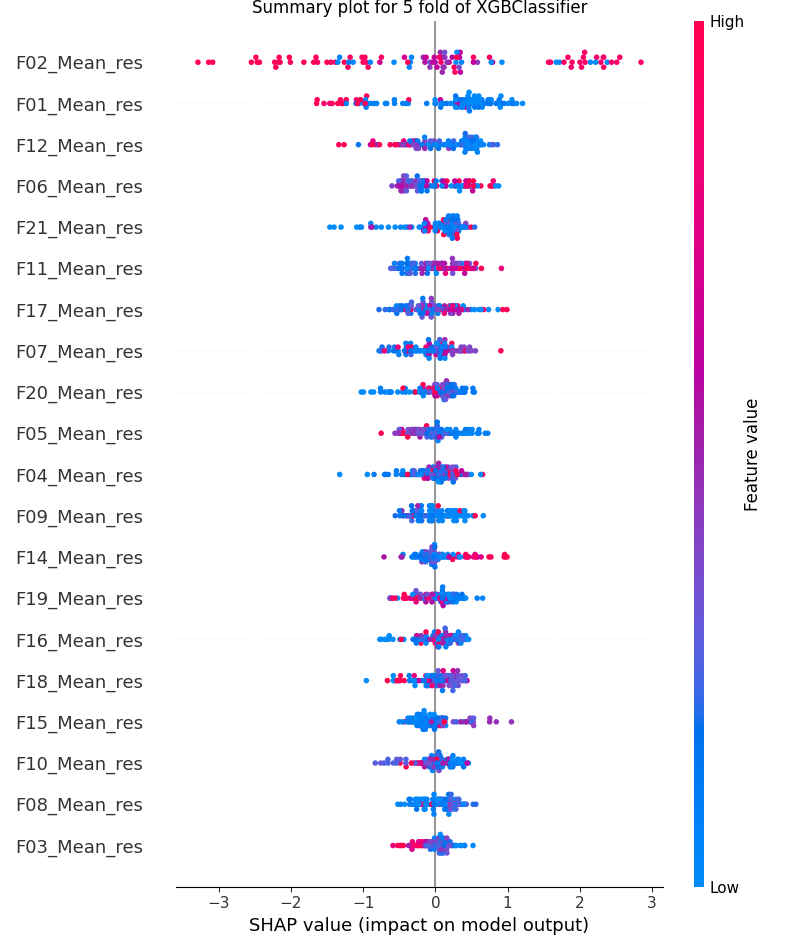 Summary plot for 5 fold of XGBClassifier
High
F02_Mean_res
F01_Mean_res
F12_Mean_res
F06_Mean_res
F21_Mean_res
F11_Mean_res
F17_Mean_res
F07_Mean_res
F20_Mean_res
F05_Mean_res
F04_Mean_res
F09_Mean_res
F14_Mean_res
F19_Mean_res
F16_Mean_res
F18_Mean_res
F15_Mean_res
F10_Mean_res
F08_Mean_res
F03_Mean_res
Feature value
Low
−3 −2 −1 0 1 2 3
SHAP value (impact on model output)